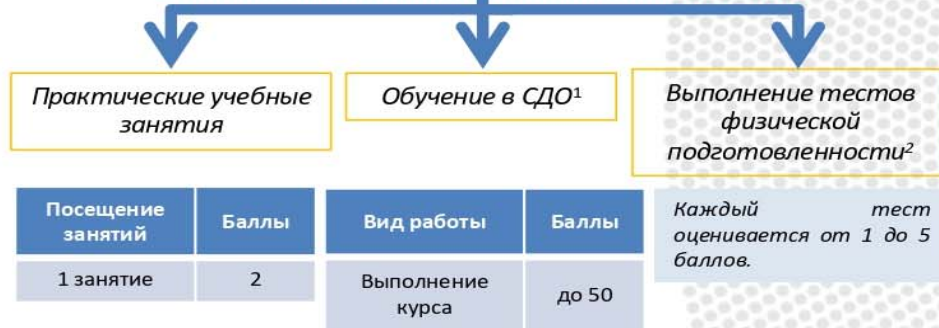 Практические учебные
занятия
Обучение в СДО¹
Выполнение тестов
физической
подготовленности²
Посещение
занятий
Баллы
1 занятие
2
Вид работы
Баллы
Выполнение
курса
до 50
Каждый тест
оценивается от 1 до 5
баллов.